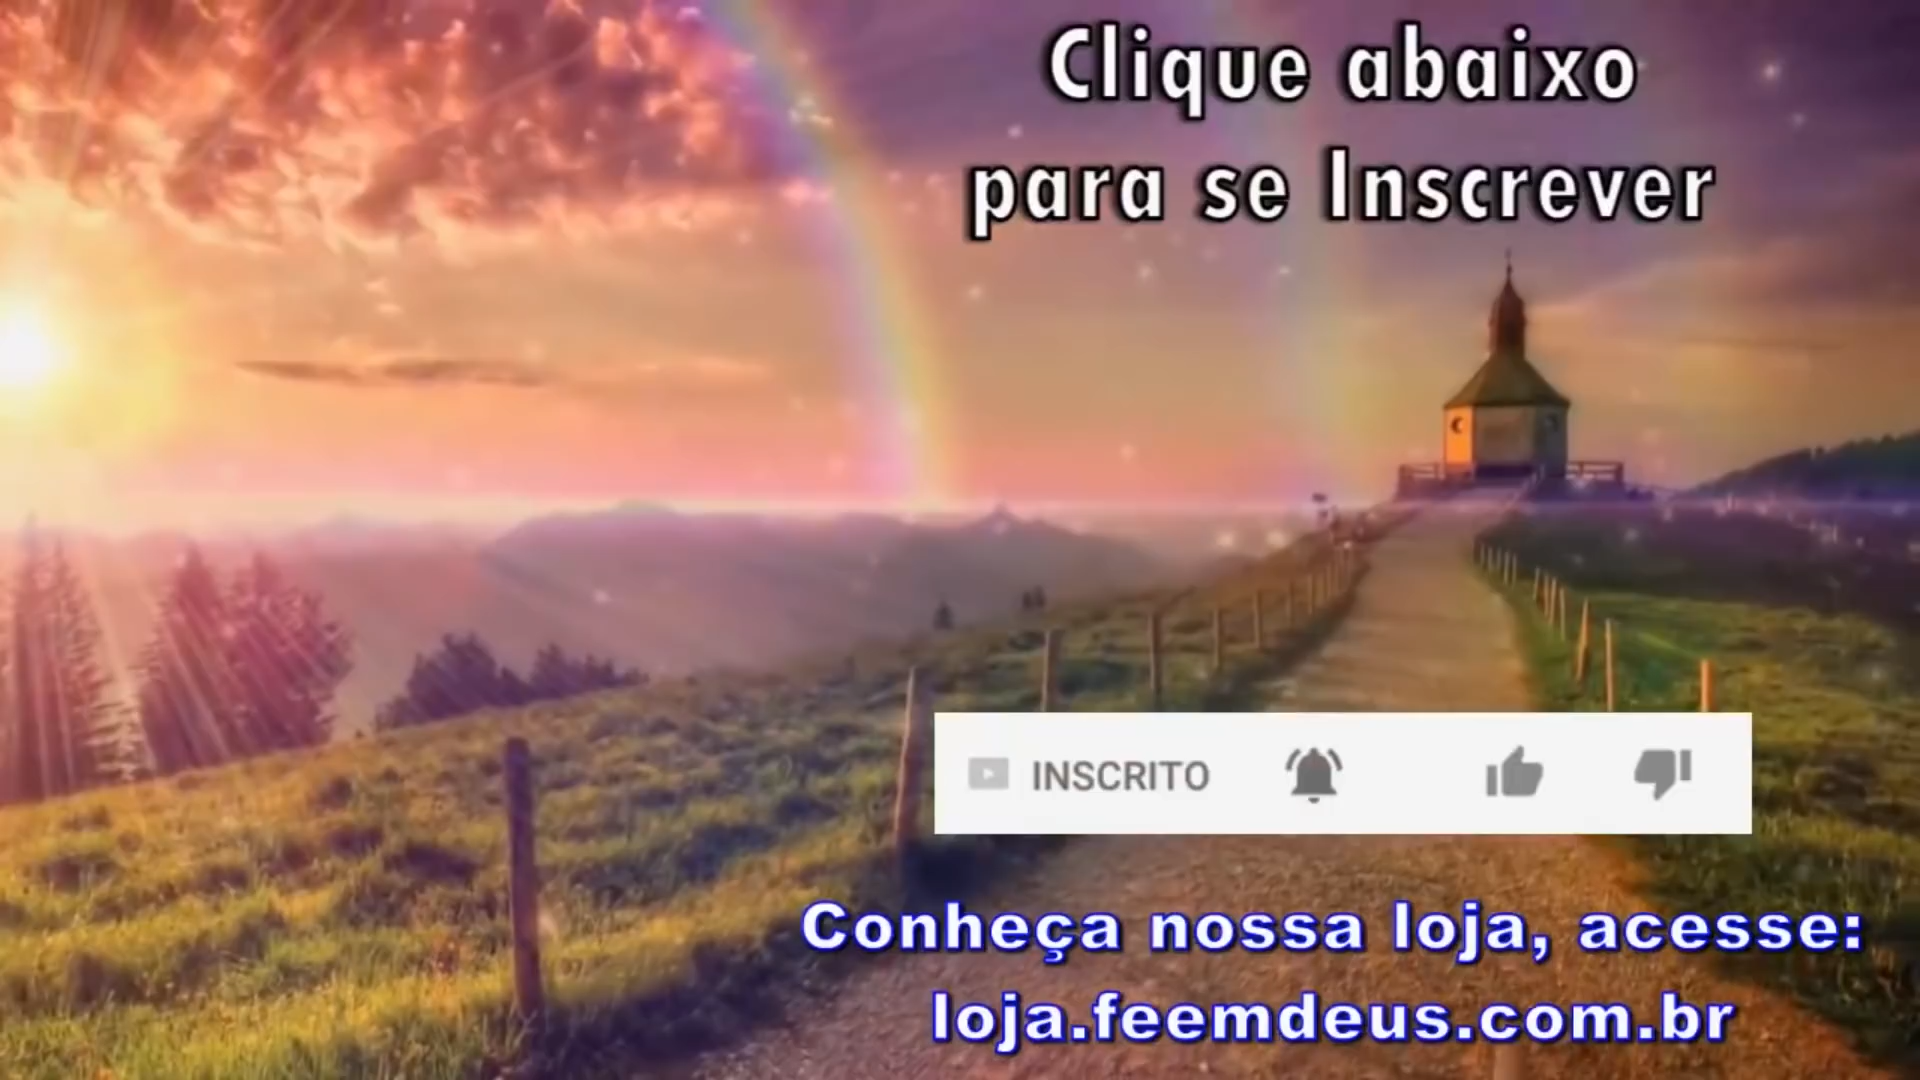 Clique abaixo
para se Inscrever
INSCRITO
Conheça nossa loja, acesse:
loja.feemdeus.com.br